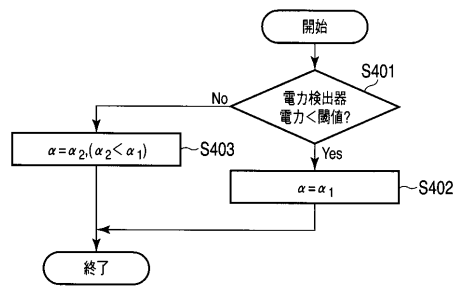 開始
S401
電力検出器
電力<閾値?
No
Yes
α=α2,(α2<α1)
S403
α=α1
S402
終了